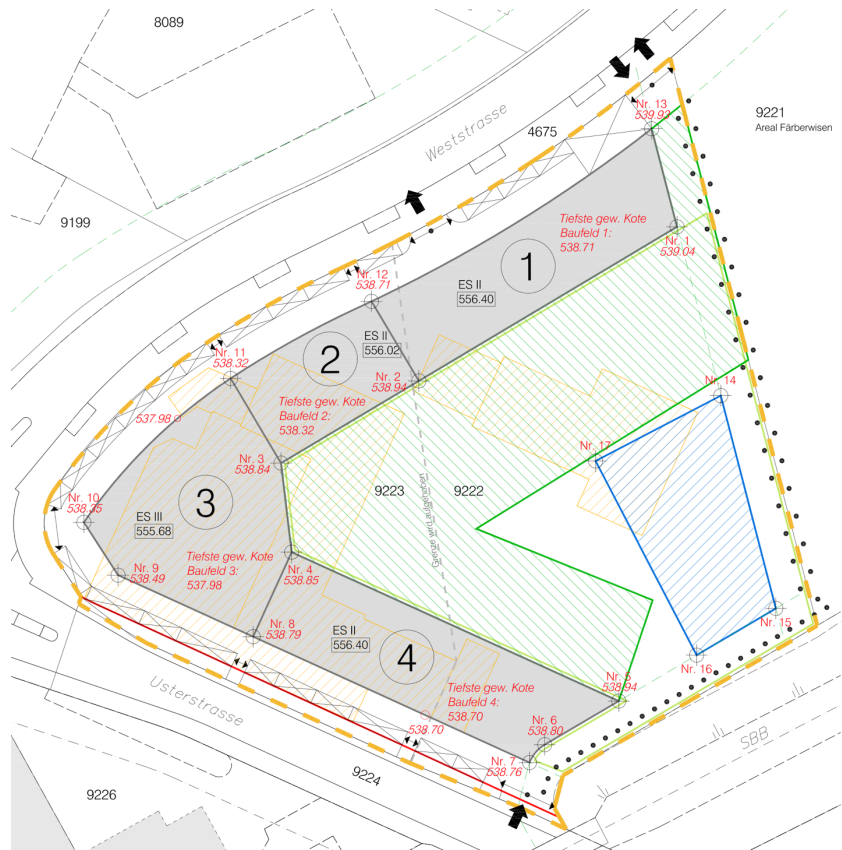 8089
Weststrasse
4675
Nr. 13
539.93
9221
Areal Färberwisen
9199
Tiefste gew. Kote
Baufeld 1:
538.71
Nr. 1
539.04
1
ES II
556.40
Nr. 12
538.71
ES II
556.02
Nr. 11
538.32
2
Nr. 2
538.94
Nr. 14
537.98
Tiefste gew. Kote
Baufeld 2:
538.32
Nr. 3
538.84
Nr. 17
9223
9222
Grenze wird aufgehoben
Nr. 10
538.35
3
ES III
555.68
Tiefste gew. Kote
Baufeld 3:
537.98
Nr. 9
538.49
Nr. 4
538.85
Nr. 8
538.79
ES II
556.40
4
Nr. 15
Nr. 16
Nr. 5
538.94
Tiefste gew. Kote
Baufeld 4:
538.70
538.70
Nr. 6
538.80
Nr. 7
538.76
Usterstrasse
SBB
9224
9226